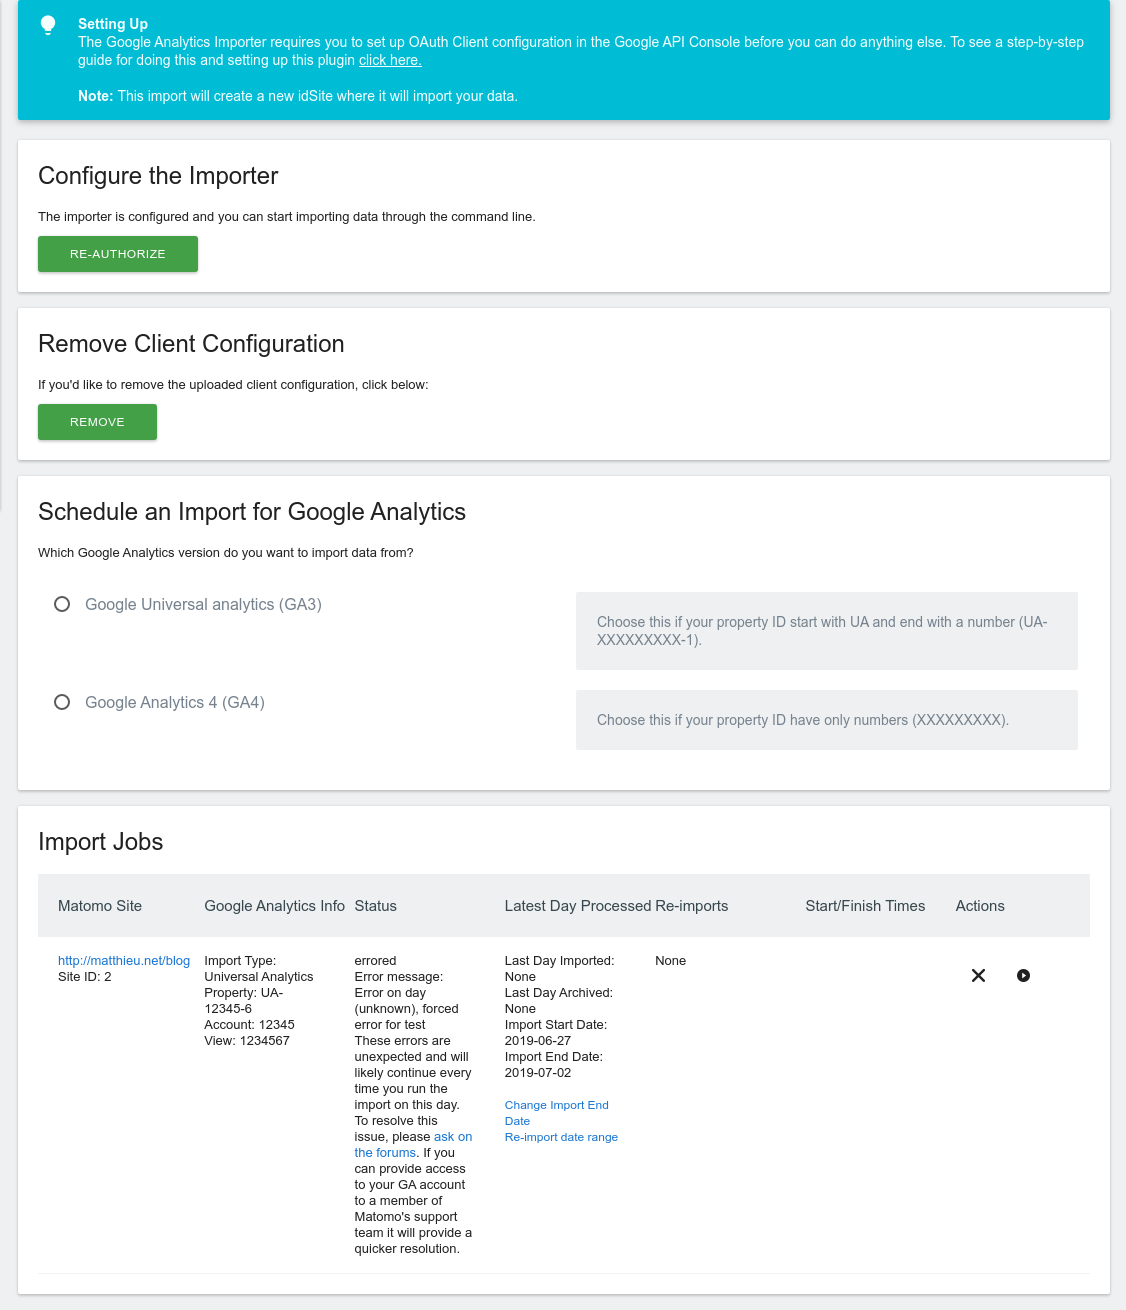 Setting Up
The Google Analytics Importer requires you to set up OAuth Client configuration in the Google API Console before you can do anything else. To see a step-by-step
guide for doing this and setting up this plugin click here.
Note: This import will create a new idSite where it will import your data.
Configure the Importer
The importer is configured and you can start importing data through the command line.
RE-AUTHORIZE
Remove Client Configuration
If you'd like to remove the uploaded client configuration, click below:
REMOVE
Schedule an Import for Google Analytics
Which Google Analytics version do you want to import data from?
Google Universal analytics (GA3)
Choose this if your property ID start with UA and end with a number (UA-
XXXXXXXXX-1).
Google Analytics 4 (GA4)
Choose this if your property ID have only numbers (XXXXXXXXX).
Import Jobs
Matomo Site Google Analytics Info Status Latest Day Processed Re-imports Start/Finish Times Actions
http://matthieu.net/blog
Site ID: 2
Import Type:
Universal Analytics
Property: UA-
12345-6
Account: 12345
View: 1234567
errored
Error message:
Error on day
(unknown), forced
error for test
These errors are
unexpected and will
likely continue every
time you run the
import on this day.
To resolve this
issue, please ask on
the forums. If you
can provide access
to your GA account
to a member of
Matomo's support
team it will provide a
quicker resolution.
Last Day Imported:
None
Last Day Archived:
None
Import Start Date:
2019-06-27
Import End Date:
2019-07-02
Change Import End
Date
Re-import date range
None